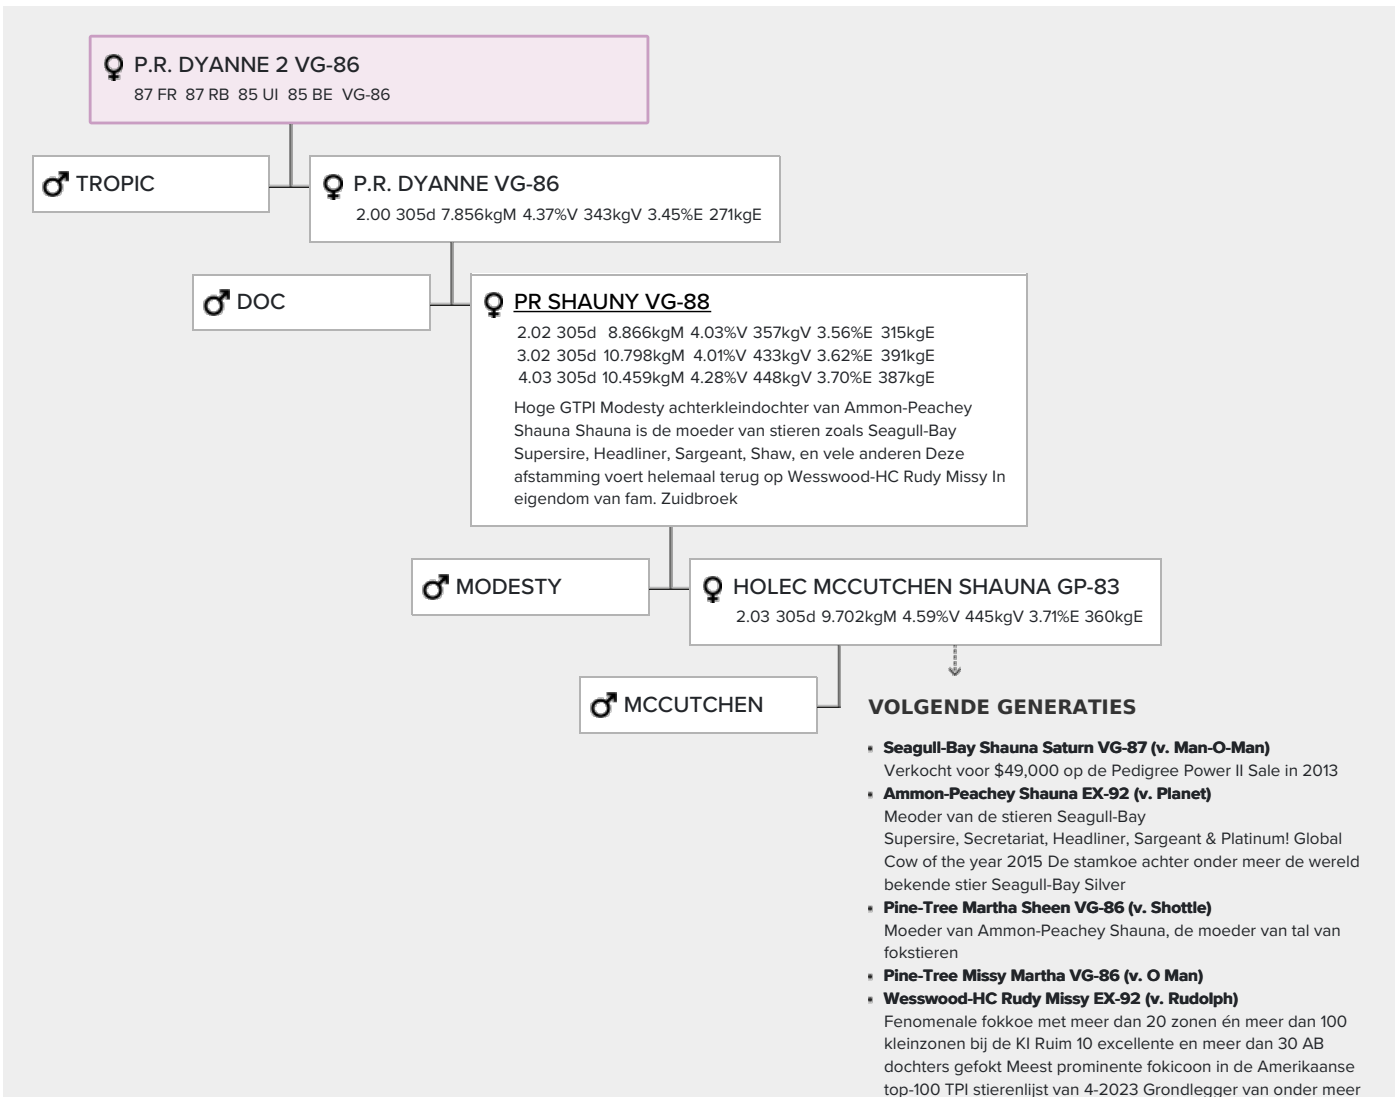 P.R. DYANNE 2 VG-86
87 FR 87 RB 85 UI 85 BE VG-86
TROPIC
P.R. DYANNE VG-86
2.00 305d 7.856kgM 4.37%V 343kgV 3.45%E 271kgE
DOC
PR SHAUNY VG-88
2.02 305d 8.866kgM 4.03%V 357kgV 3.56%E 315kgE
3.02 305d 10.798kgM 4.01%V 433kgV 3.62%E 391kgE
4.03 305d 10.459kgM 4.28%V 448kgV 3.70%E 387kgE
Hoge GTPI Modesty achterkleindochter van Ammon-Peachey
Shauna Shauna is de moeder van stieren zoals Seagull-Bay
Supersire, Headliner, Sargeant, Shaw, en vele anderen Deze
afstamming voert helemaal terug op Wesswood-HC Rudy Missy In
eigendom van fam. Zuidbroek
MODESTY
HOLEC MCCUTCHEN SHAUNA GP-83
2.03 305d 9.702kgM 4.59%V 445kgV 3.71%E 360kgE
MCCUTCHEN
VOLGENDE GENERATIES
▪ Seagull-Bay Shauna Saturn VG-87 (v. Man-O-Man)
Verkocht voor $49,000 op de Pedigree Power II Sale in 2013
▪ Ammon-Peachey Shauna EX-92 (v. Planet)
Meoder van de stieren Seagull-Bay
Supersire, Secretariat, Headliner, Sargeant & Platinum! Global
Cow of the year 2015 De stamkoe achter onder meer de wereld
bekende stier Seagull-Bay Silver
▪ Pine-Tree Martha Sheen VG-86 (v. Shottle)
Moeder van Ammon-Peachey Shauna, de moeder van tal van
fokstieren
▪ Pine-Tree Missy Martha VG-86 (v. O Man)
▪ Wesswood-HC Rudy Missy EX-92 (v. Rudolph)
Fenomenale fokkoe met meer dan 20 zonen én meer dan 100
kleinzonen bij de KI Ruim 10 excellente en meer dan 30 AB
dochters gefokt Meest prominente fokicoon in de Amerikaanse
top-100 TPI stierenlijst van 4-2023 Grondlegger van onder meer